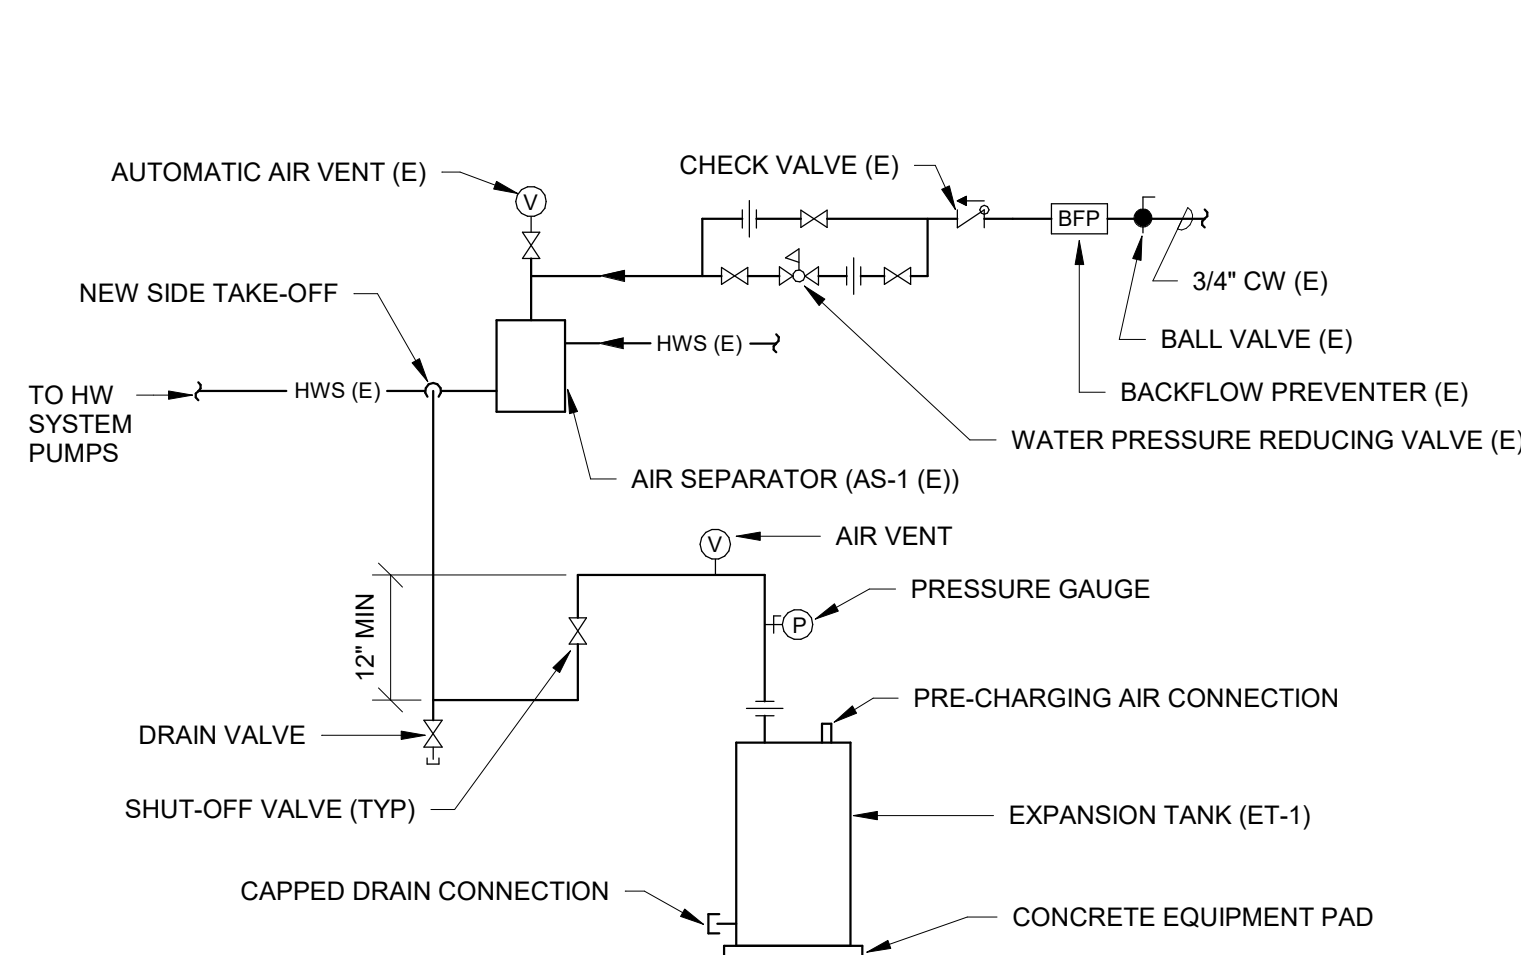 CHECK VALVE (E)
AUTOMATIC AIR VENT (E)
V
BFP
3/4" CW (E)
NEW SIDE TAKE-OFF
BALL VALVE (E)
HWS (E)
HWS (E)
TO HW
SYSTEM
PUMPS
BACKFLOW PREVENTER (E)
WATER PRESSURE REDUCING VALVE (E)
AIR SEPARATOR (AS-1 (E))
V
AIR VENT
PRESSURE GAUGE
P
12" MIN
PRE-CHARGING AIR CONNECTION
DRAIN VALVE
SHUT-OFF VALVE (TYP)
EXPANSION TANK (ET-1)
CAPPED DRAIN CONNECTION
CONCRETE EQUIPMENT PAD